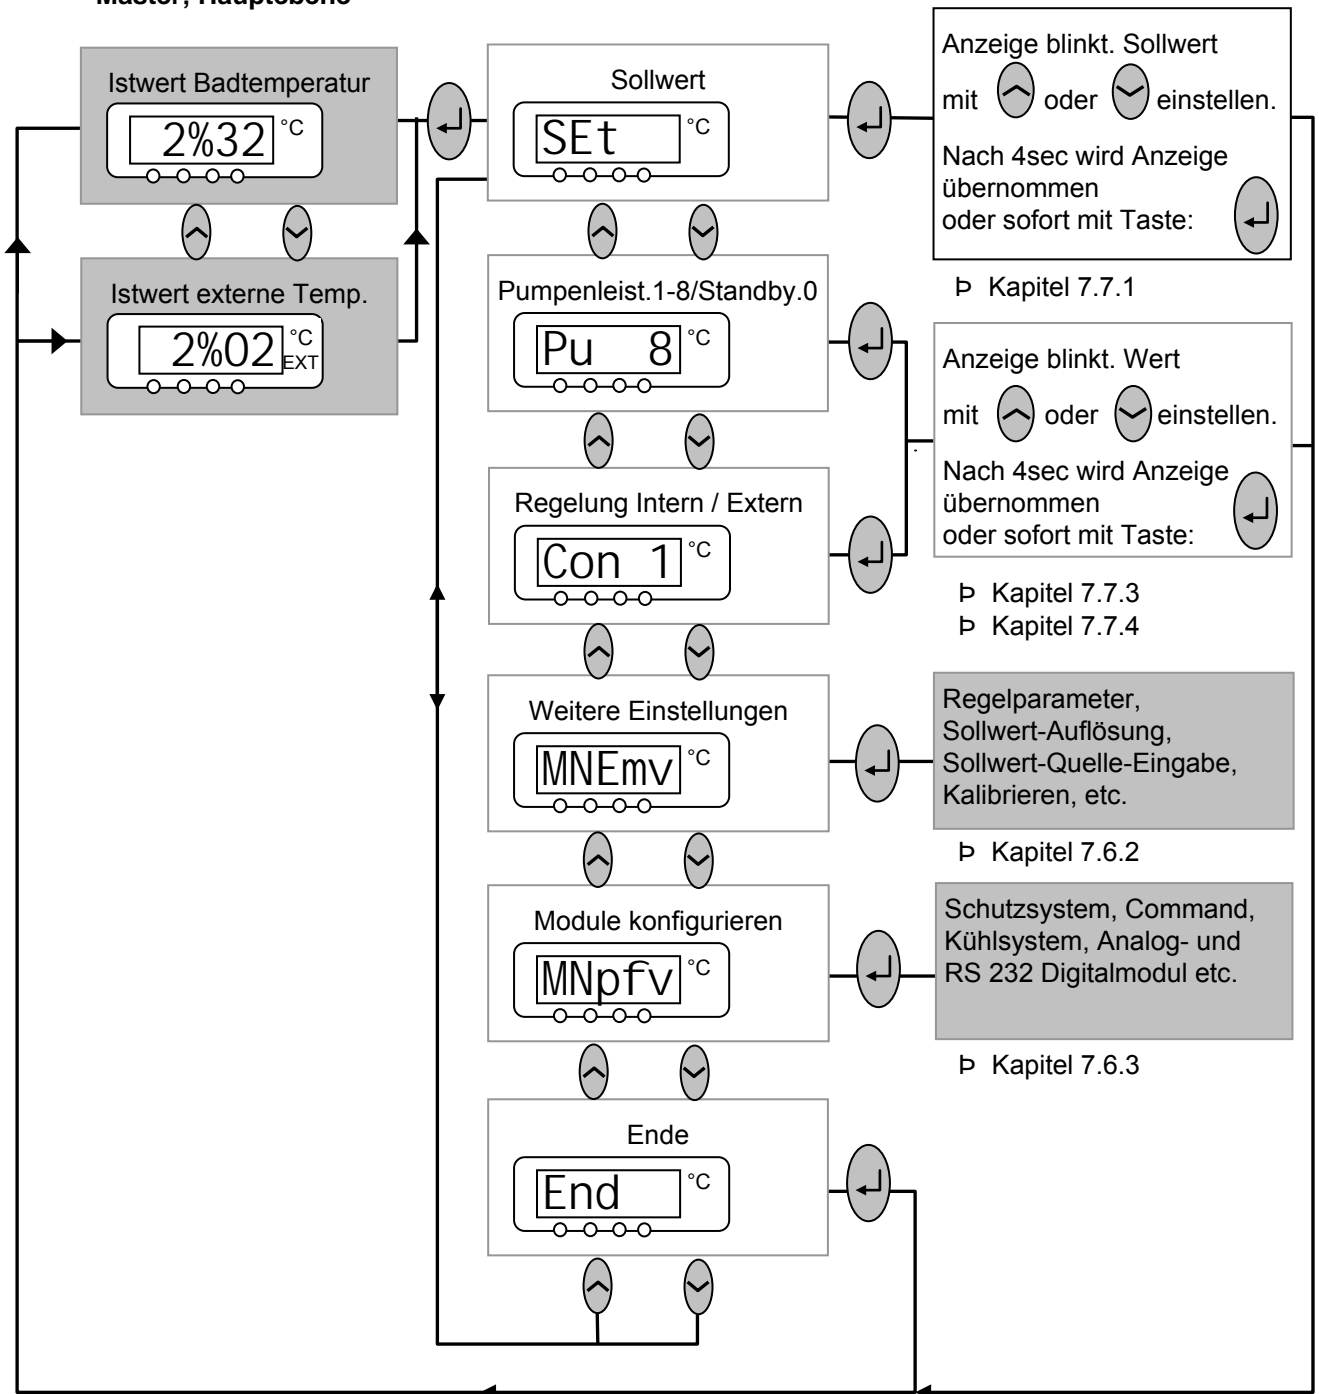 Master, Hauptebene
Istwert Badtemperatur
2%32 °C
Istwert externe Temp.
2%02 °C
EXT
Sollwert
SEt °C
Pumpenleist.1-8/Standby.0
Pu 8 °C
Regelung Intern / Extern
Con 1 °C
Weitere Einstellungen
MNEmv °C
Module konfigurieren
MNpfv °C
Ende
End °C
Anzeige blinkt. Sollwert
mit oder einstellen.
Nach 4sec wird Anzeige
übernommen
oder sofort mit Taste:
Þ Kapitel 7.7.1
Anzeige blinkt. Wert
mit oder einstellen.
Nach 4sec wird Anzeige
übernommen
oder sofort mit Taste:
Þ Kapitel 7.7.3
Þ Kapitel 7.7.4
Regelparameter,
Sollwert-Auflösung,
Sollwert-Quelle-Eingabe,
Kalibrieren, etc.
Þ Kapitel 7.6.2
Schutzsystem, Command,
Kühlsystem, Analog- und
RS 232 Digitalmodul etc.
Þ Kapitel 7.6.3